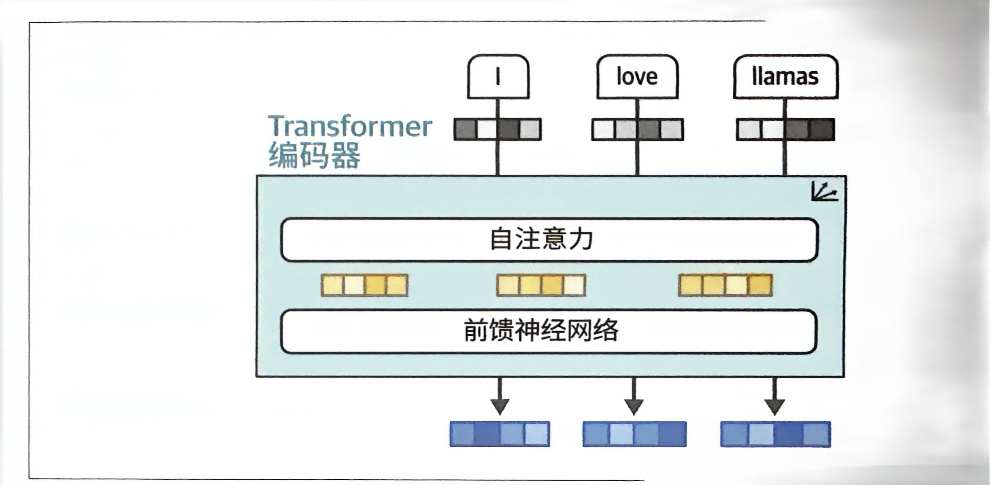 I
love
llamas
Transformer
编码器
自注意力
前馈神经网络